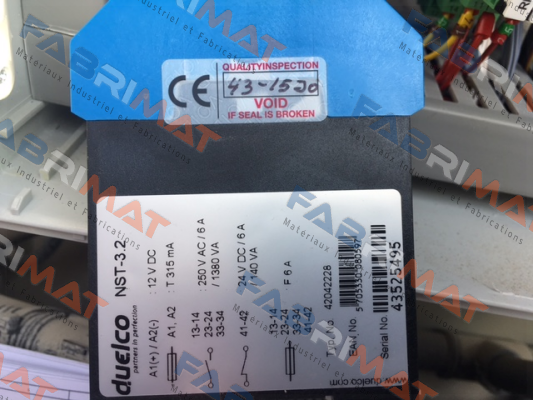 QUALITY INSPECTION
43-1520
VOID
IF SEAL IS BROKEN
CE
duelco
partners in perfection
NST-3.2
A1(+) / A2(-) : 12 V DC
A1, A2 : T 315 mA
13-14
23-24
33-34
: 250 V AC / 6 A
/ 1380 VA
41-42 : 24 V DC / 6 A
140 VA
13-14
23-24
33-34
41-42
: F 6 A
Type No. 42042228
EAN No.
Serial No. 43525495
www.duelco.com
FABRIMAT
Materiaux Industriel et Fabrications